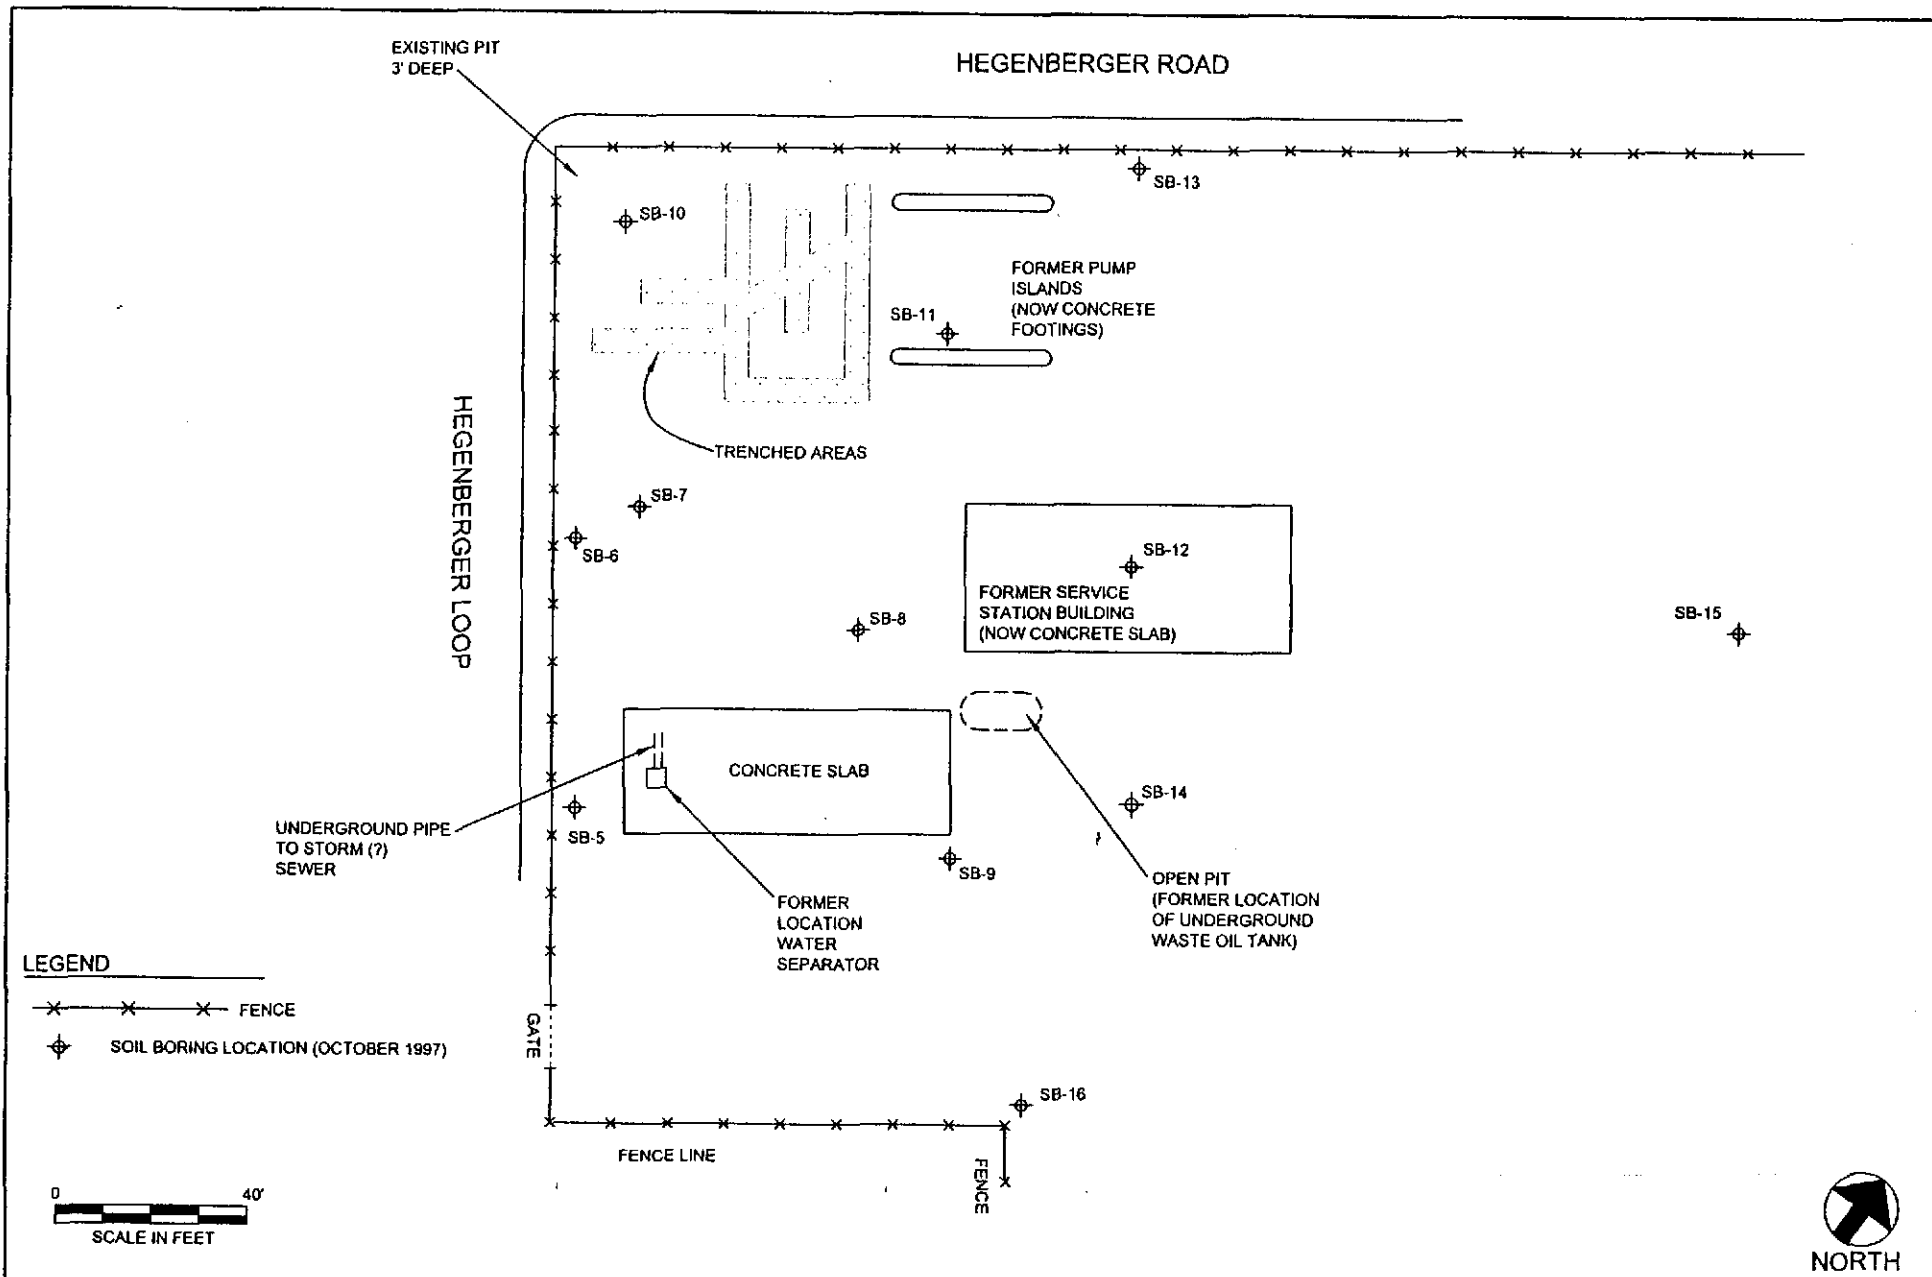 EXISTING PIT
3' DEEP
HEGENBERGER ROAD
SB-13
SB-10
FORMER PUMP
ISLANDS
(NOW CONCRETE
FOOTINGS)
SB-11
TRENCHED AREAS
HEGENBERGER LOOP
SB-7
SB-6
SB-12
FORMER SERVICE
STATION BUILDING
(NOW CONCRETE SLAB)
SB-8
SB-15
CONCRETE SLAB
SB-14
UNDERGROUND PIPE
TO STORM (?)
SEWER
SB-5
SB-9
OPEN PIT
(FORMER LOCATION
OF UNDERGROUND
WASTE OIL TANK)
FORMER
LOCATION
WATER
SEPARATOR
LEGEND
FENCE
SOIL BORING LOCATION (OCTOBER 1997)
GATE
SB-16
FENCE LINE
FENCE
0 40'
SCALE IN FEET
NORTH